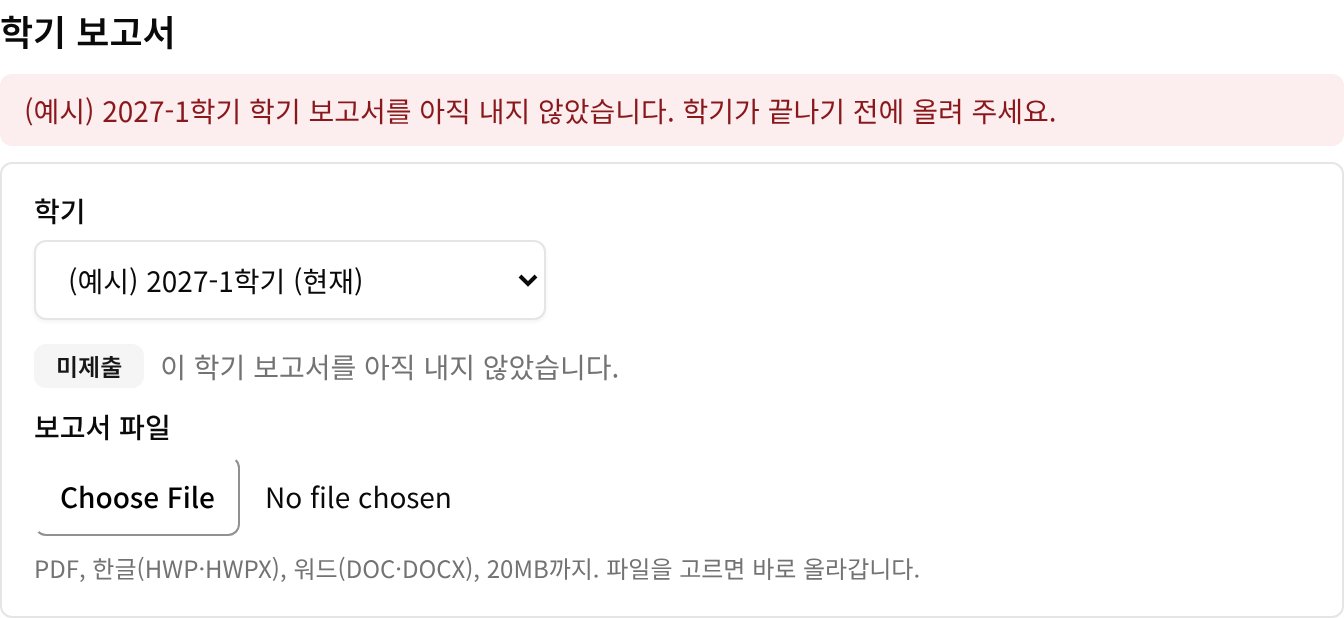 학기 보고서
(예시) 2027-1학기 학기 보고서를 아직 내지 않았습니다. 학기가 끝나기 전에 올려 주세요.
학기
(예시) 2027-1학기 (현재)
미제출 이 학기 보고서를 아직 내지 않았습니다.
보고서 파일
Choose File No file chosen
PDF, 한글(HWP·HWPX), 워드(DOC·DOCX), 20MB까지. 파일을 고르면 바로 올라갑니다.